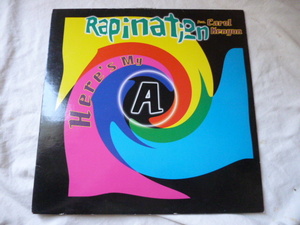 Rapination
feat. Carol
Kenyon
Here's My
A